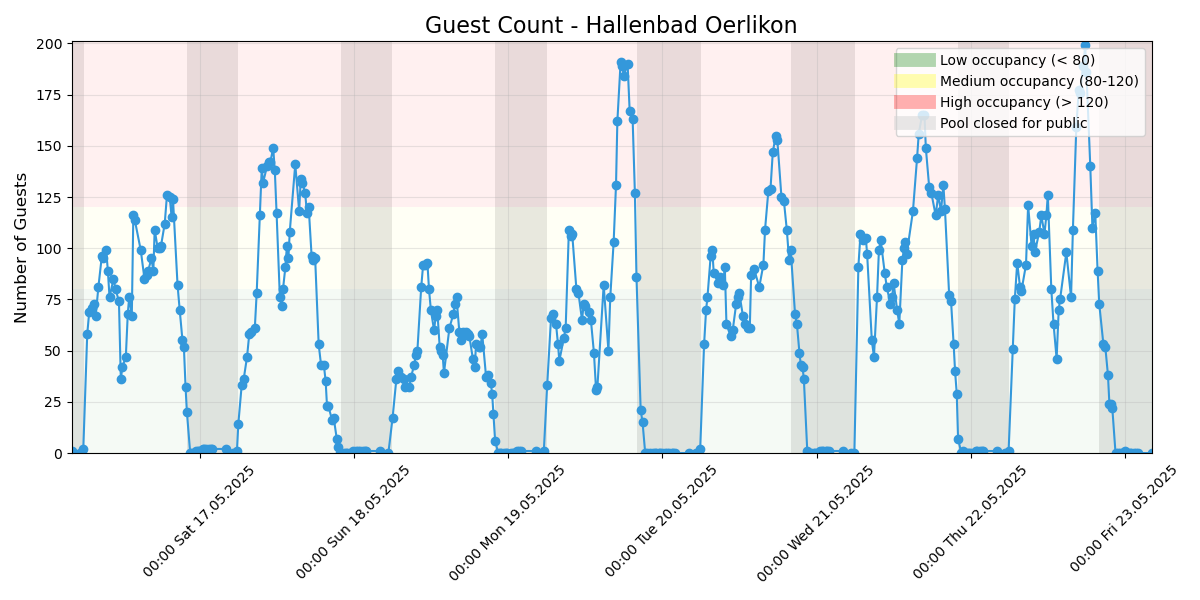 Guest Count - Hallenbad Oerlikon
Number of Guests
200
175
150
125
100
75
50
25
0
Low occupancy (< 80)
Medium occupancy (80-120)
High occupancy (> 120)
Pool closed for public
00:00 Sat 17.05.2025
00:00 Sun 18.05.2025
00:00 Mon 19.05.2025
00:00 Tue 20.05.2025
00:00 Wed 21.05.2025
00:00 Thu 22.05.2025
00:00 Fri 23.05.2025